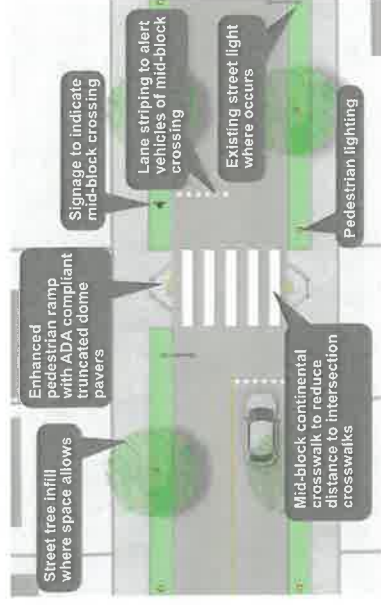 Street tree infill
where space allows
Enhanced
pedestrian ramp
with ADA compliant
truncated dome
pavers
Signage to indicate
mid-block crossing
Lane striping to alert
vehicles of mid-block
crossing
Existing street light
where occurs
Mid-block continental
crosswalk to reduce
distance to intersection
crosswalks
Pedestrian lighting